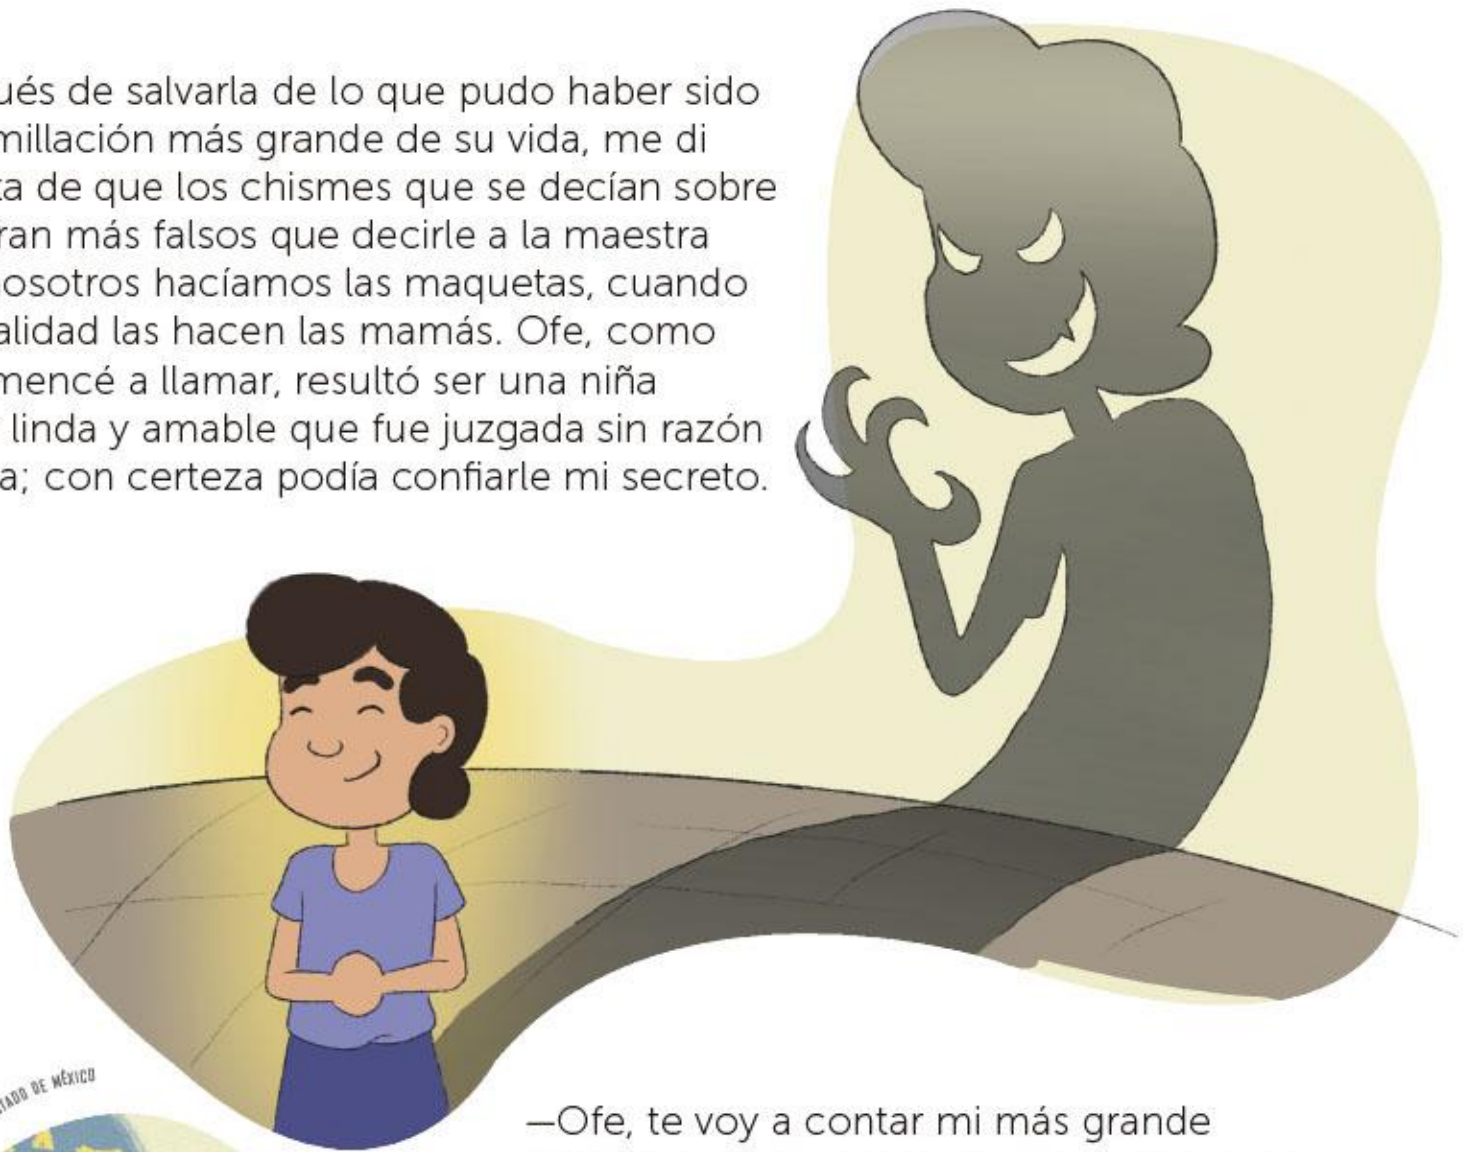 ués de salvarla de lo que pudo haber sido
millación más grande de su vida, me di
ta de que los chismes que se decían sobre
ran más falsos que decirle a la maestra
osotros hacíamos las maquetas, cuando
alidad las hacen las mamás. Ofe, como
mencé a llamar, resultó ser una niña
linda y amable que fue juzgada sin razón
a; con certeza podía confiarle mi secreto.
TADO DE MÉXICO
—Ofe, te voy a contar mi más grande